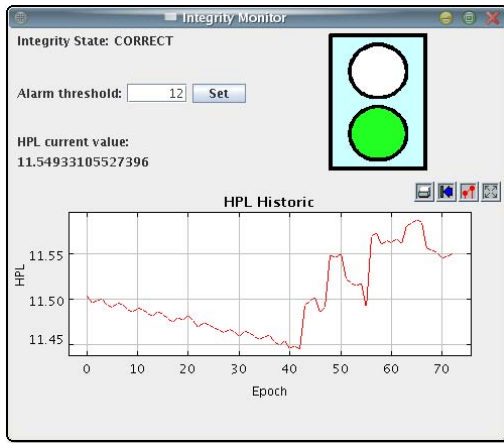 Integrity Monitor
Integrity State: CORRECT
Alarm threshold: 12 Set
HPL current value:
11.54933105527396
HPL Historic
HPL
11.55
11.50
11.45
0 10 20 30 40 50 60 70
Epoch